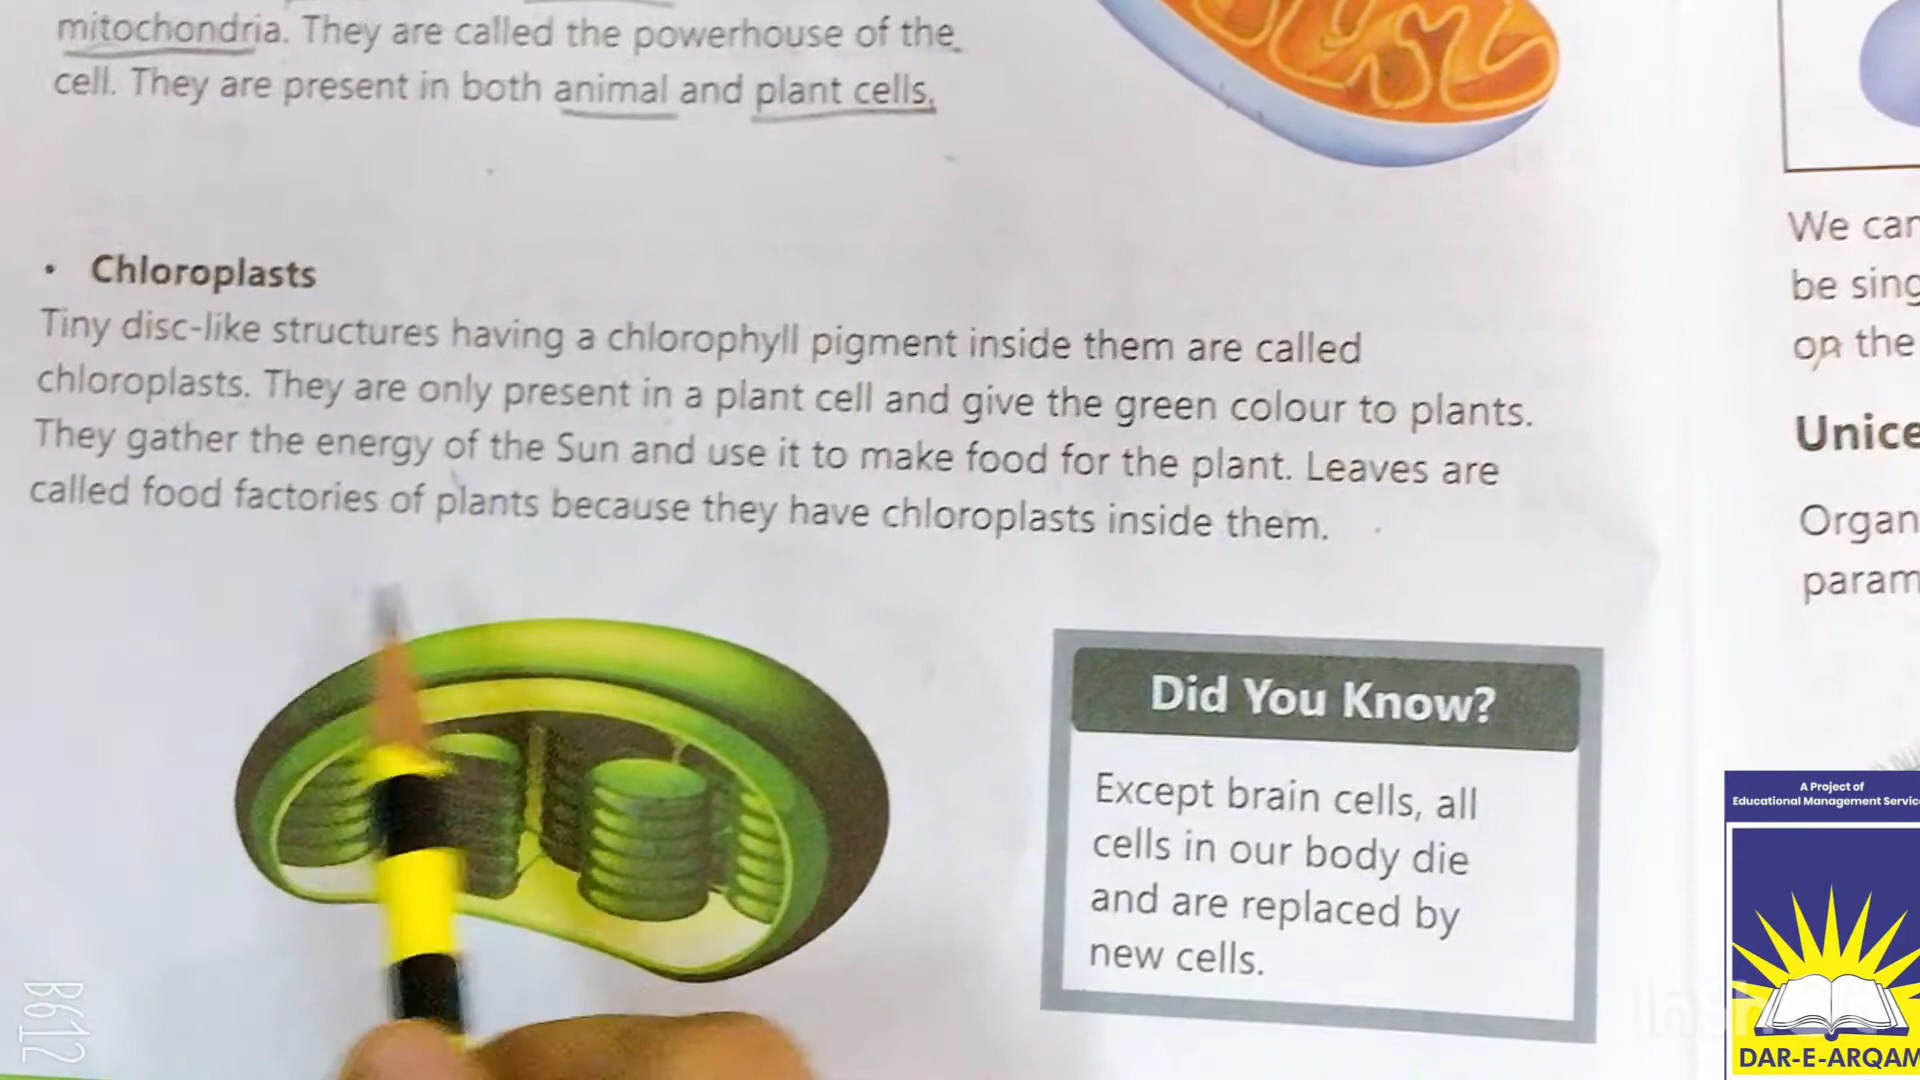 mitochondria. They are called the powerhouse of the
cell. They are present in both animal and plant cells.
• Chloroplasts
Tiny disc-like structures having a chlorophyll pigment inside them are called
chloroplasts. They are only present in a plant cell and give the green colour to plants.
They gather the energy of the Sun and use it to make food for the plant. Leaves are
called food factories of plants because they have chloroplasts inside them.
Did You Know?
Except brain cells, all
cells in our body die
and are replaced by
new cells.
We can
be sing
on the
Unice
Organ
param
A Project of
Educational Management Service
DAR-E-ARQAM
B612